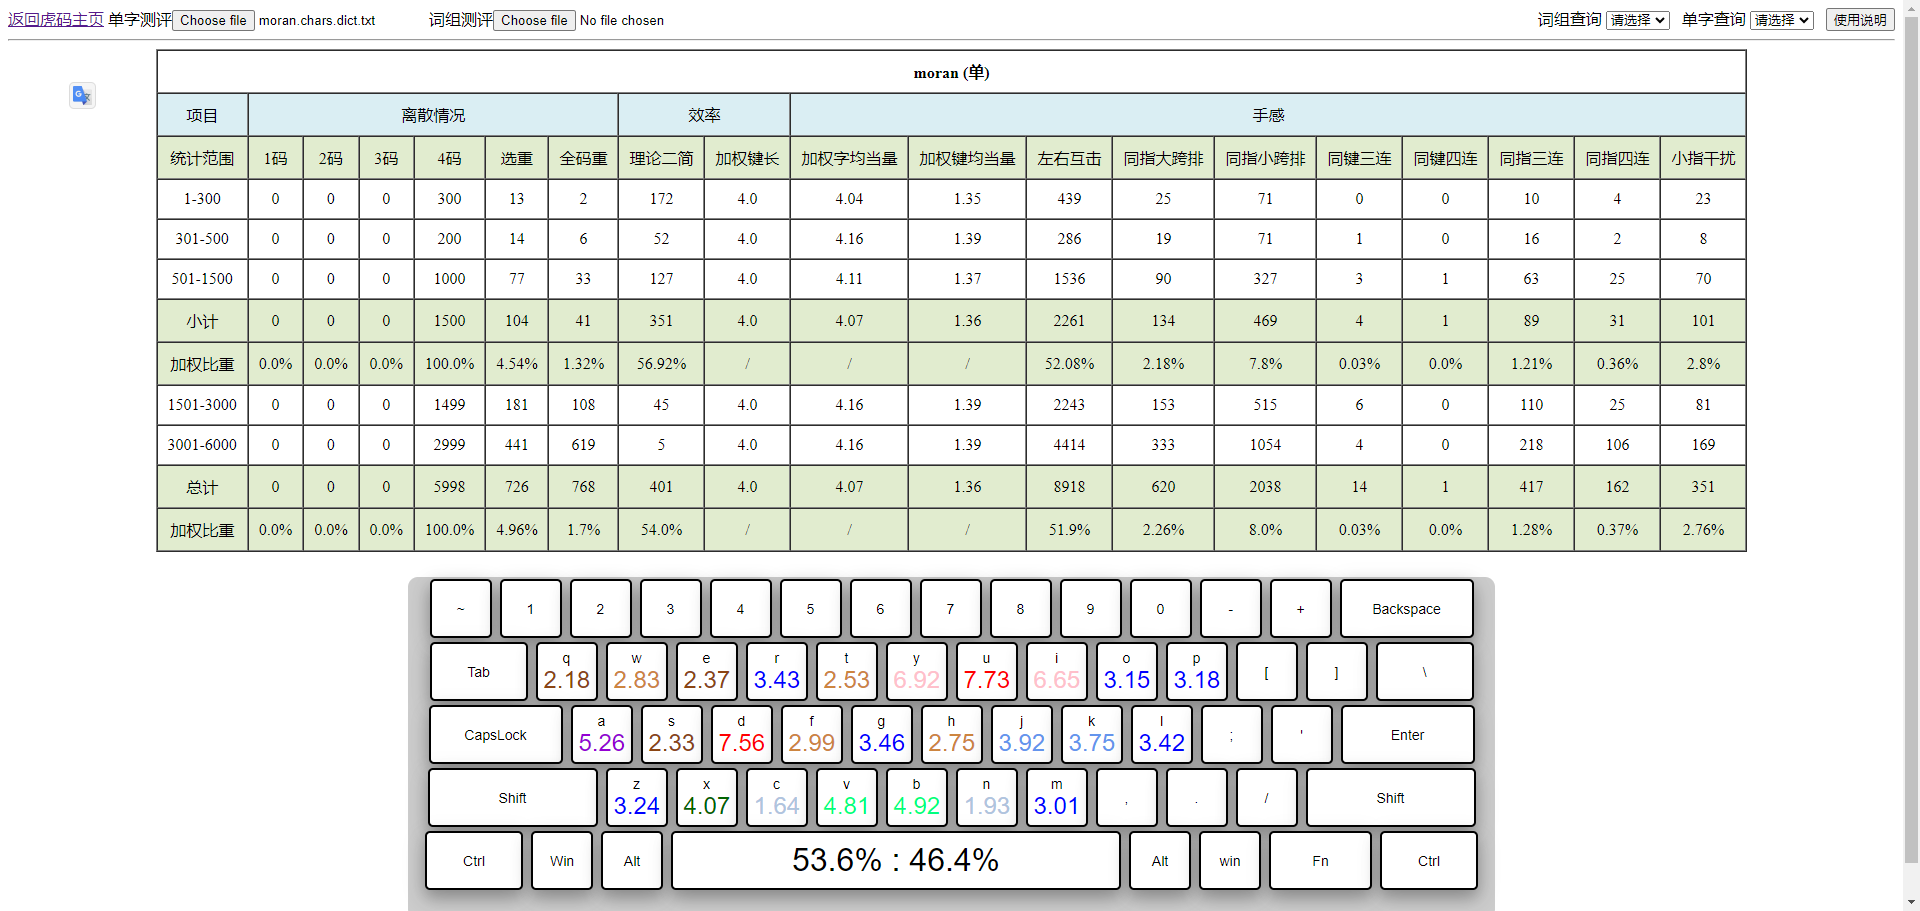 返回虎码主页 单字测评 Choose file moran.chars.dict.txt 词组测评 Choose file No file chosen 词组查询 请选择 单字查询 请选择 使用说明
moran (单)
项目 离散情况 效率 手感
统计范围 1码 2码 3码 4码 选重 全码重 理论二简 加权键长 加权字均当量 加权键均当量 左右互击 同指大跨排 同指小跨排 同键三连 同键四连 同指三连 同指四连 小指干扰
1-300 0 0 0 300 13 2 172 4.0 4.04 1.35 439 25 71 0 0 10 4 23
301-500 0 0 0 200 14 6 52 4.0 4.16 1.39 286 19 71 1 0 16 2 8
501-1500 0 0 0 1000 77 33 127 4.0 4.11 1.37 1536 90 327 3 1 63 25 70
小计 0 0 0 1500 104 41 351 4.0 4.07 1.36 2261 134 469 4 1 89 31 101
加权比重 0.0% 0.0% 0.0% 100.0% 4.54% 1.32% 56.92% / / / 52.08% 2.18% 7.8% 0.03% 0.0% 1.21% 0.36% 2.8%
1501-3000 0 0 0 1499 181 108 45 4.0 4.16 1.39 2243 153 515 6 0 110 25 81
3001-6000 0 0 0 2999 441 619 5 4.0 4.16 1.39 4414 333 1054 4 0 218 106 169
总计 0 0 0 5998 726 768 401 4.0 4.07 1.36 8918 620 2038 14 1 417 162 351
加权比重 0.0% 0.0% 0.0% 100.0% 4.96% 1.7% 54.0% / / / 51.9% 2.26% 8.0% 0.03% 0.0% 1.28% 0.37% 2.76%
~ 1 2 3 4 5 6 7 8 9 0 - + Backspace
q w e r t y u i o p
Tab 2.18 2.83 2.37 3.43 2.53 6.92 7.73 6.65 3.15 3.18 [ ] \
a s d f g h j k l
CapsLock 5.26 2.33 7.56 2.99 3.46 2.75 3.92 3.75 3.42 ; ' Enter
z x c v b n m
Shift 3.24 4.07 1.64 4.81 4.92 1.93 3.01 , . / Shift
Ctrl Win Alt 53.6% : 46.4% Alt win Fn Ctrl